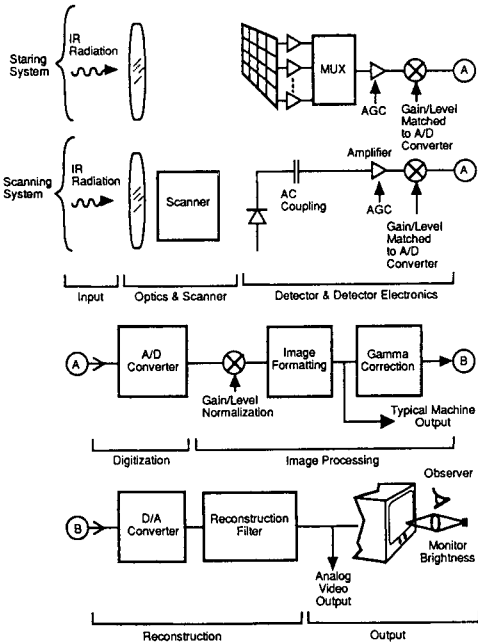 Staring
System
IR
Radiation
MUX
A
AGC
Gain/Level
Matched
to A/D
Converter
Scanning
System
IR
Radiation
Scanner
AC
Coupling
Amplifier
A
AGC
Gain/Level
Matched
to A/D
Converter
Input
Optics & Scanner
Detector & Detector Electronics
A
A/D
Converter
Gain/Level
Normalization
Image
Formatting
Gamma
Correction
B
Typical Machine
Output
Digitization
Image Processing
B
D/A
Converter
Reconstruction
Filter
Analog
Video
Output
Observer
Monitor
Brightness
Reconstruction
Output